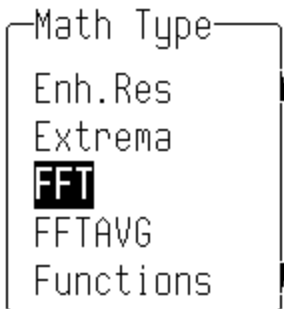 Math Type
Enh.Res
Extrema
FFT
FFTAVG
Functions